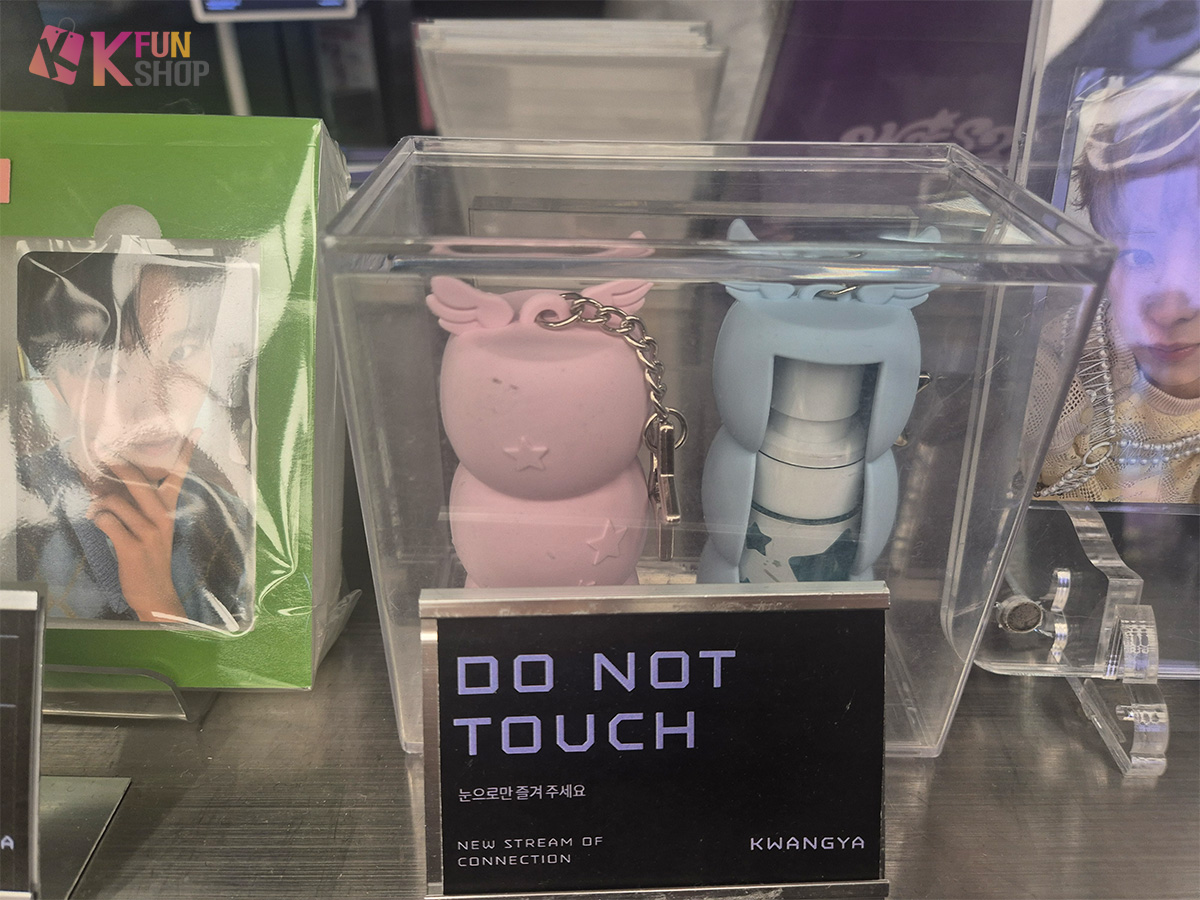 K FUN
SHOP
DO NOT
TOUCH
눈으로만 즐겨 주세요
NEW STREAM OF
CONNECTION
KWANGYA
A